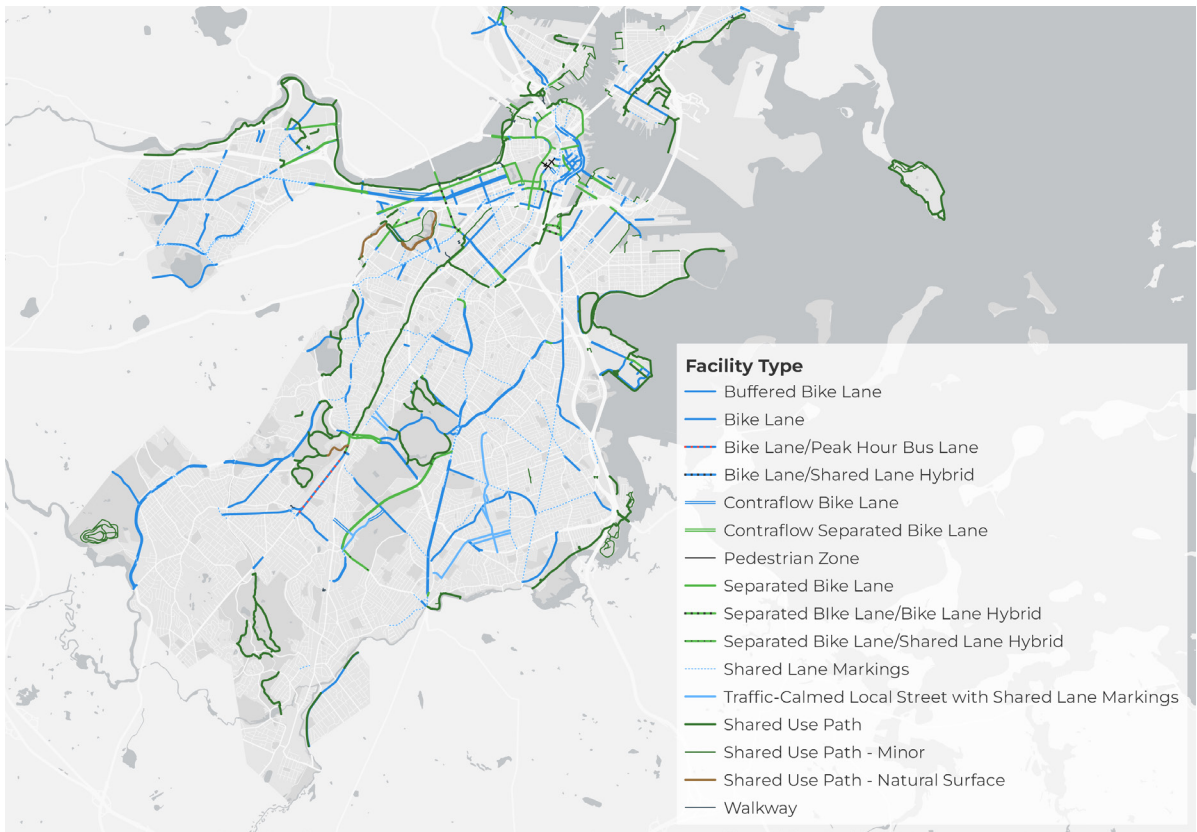 Facility Type
Buffered Bike Lane
Bike Lane
Bike Lane/Peak Hour Bus Lane
Bike Lane/Shared Lane Hybrid
Contraflow Bike Lane
Contraflow Separated Bike Lane
Pedestrian Zone
Separated Bike Lane
Separated BIke Lane/Bike Lane Hybrid
Separated Bike Lane/Shared Lane Hybrid
Shared Lane Markings
Traffic-Calmed Local Street with Shared Lane Markings
Shared Use Path
Shared Use Path - Minor
Shared Use Path - Natural Surface
Walkway